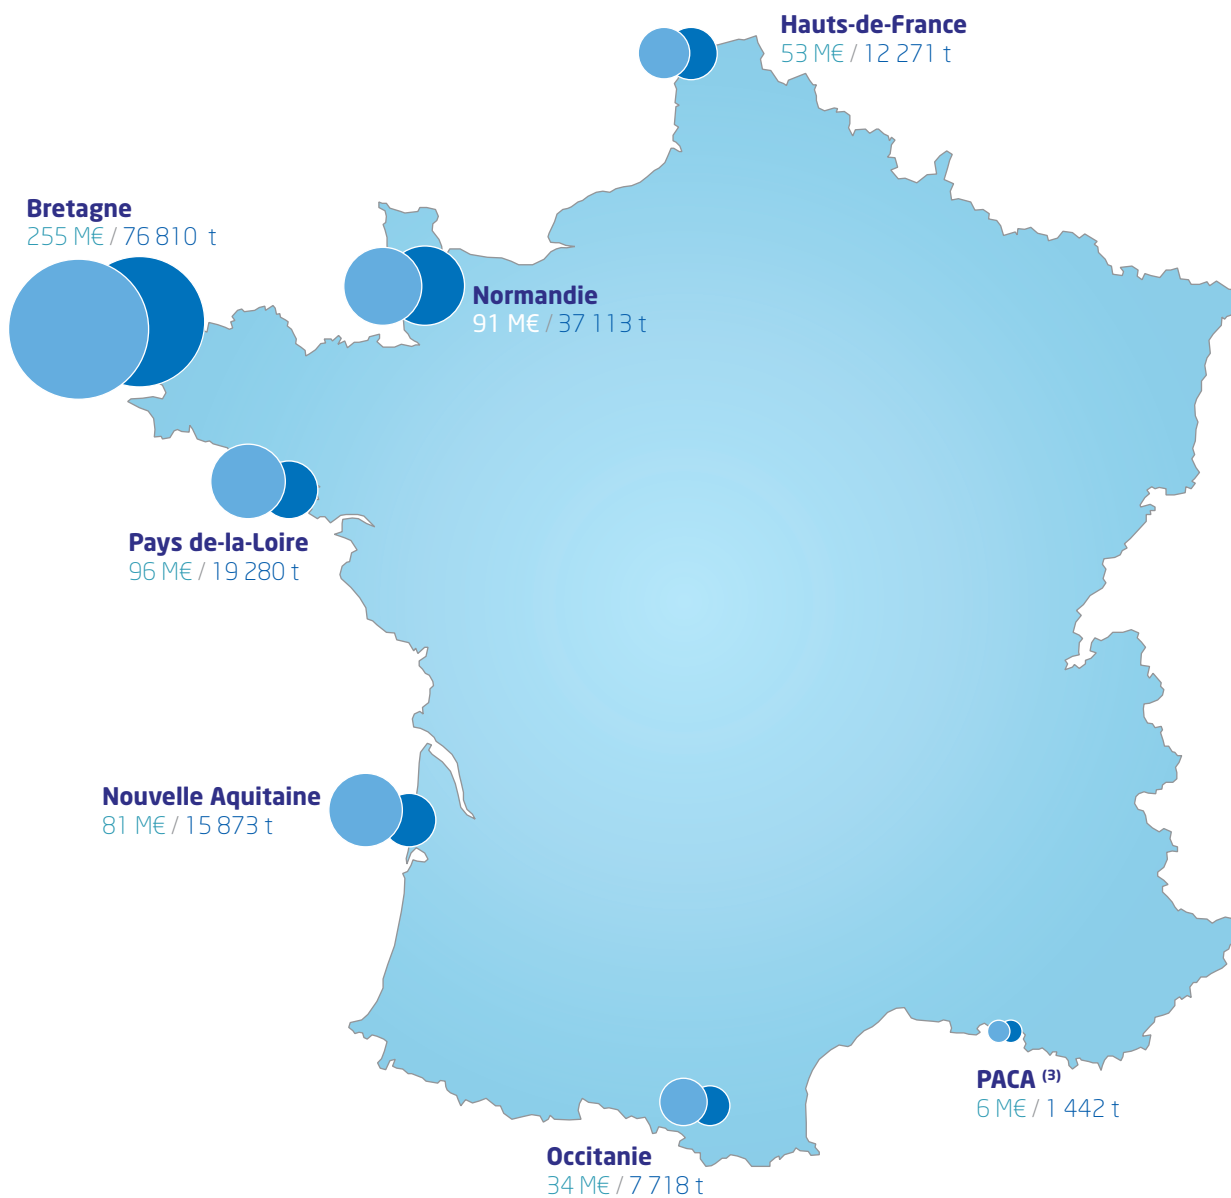 Hauts-de-France
53 M€ / 12 271 t
Bretagne
255 M€ / 76 810 t
Normandie
91 M€ / 37 113 t
Pays de-la-Loire
96 M€ / 19 280 t
Nouvelle Aquitaine
81 M€ / 15 873 t
PACA (3)
6 M€ / 1 442 t
Occitanie
34 M€ / 7 718 t